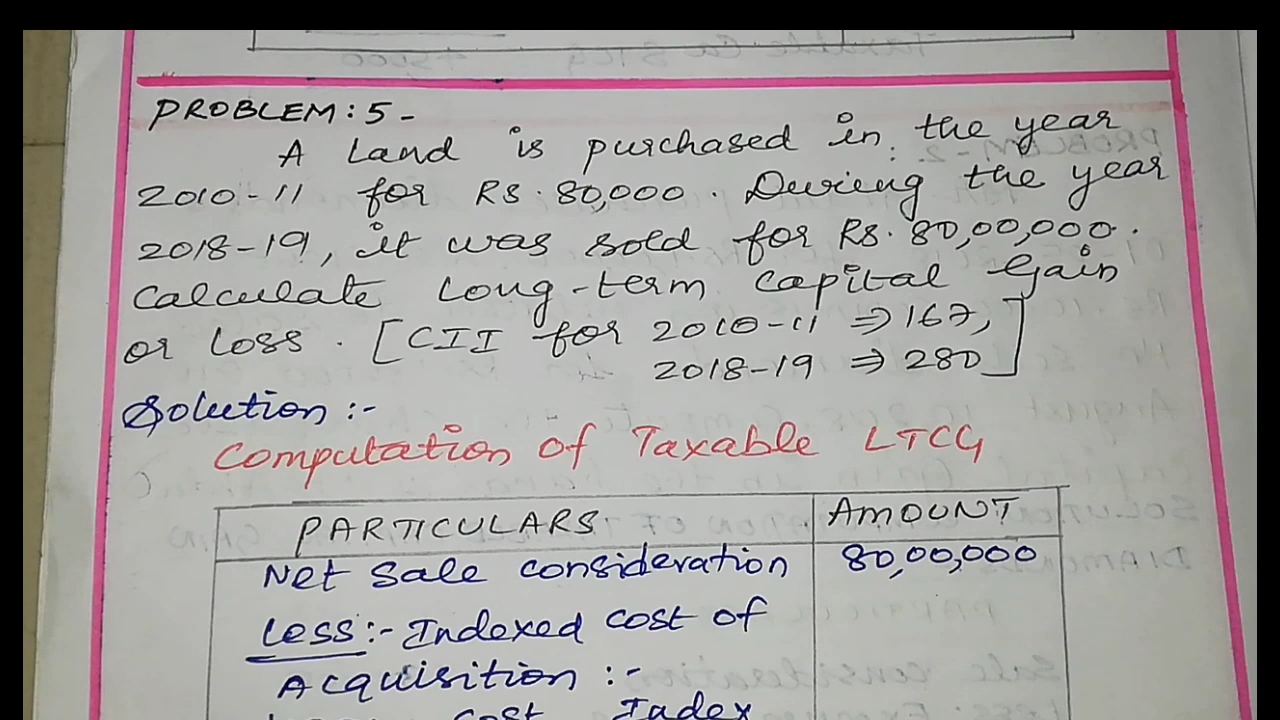 PROBLEM: 5 -
A Land is purchased in the year
2010-11 for RS. 80,000. During the year
2018-19, it was sold for RS. 80,00,000.
Calculate Long-term Capital Gain
or Loss. [CII for 2010-11 ⇒ 167,
2018-19 ⇒ 280]
Solution :-
Computation of Taxable LTCG
PARTICULARS AMOUNT
Net Sale consideration 80,00,000
Less:- Indexed cost of
Acquisition :-
cost Index